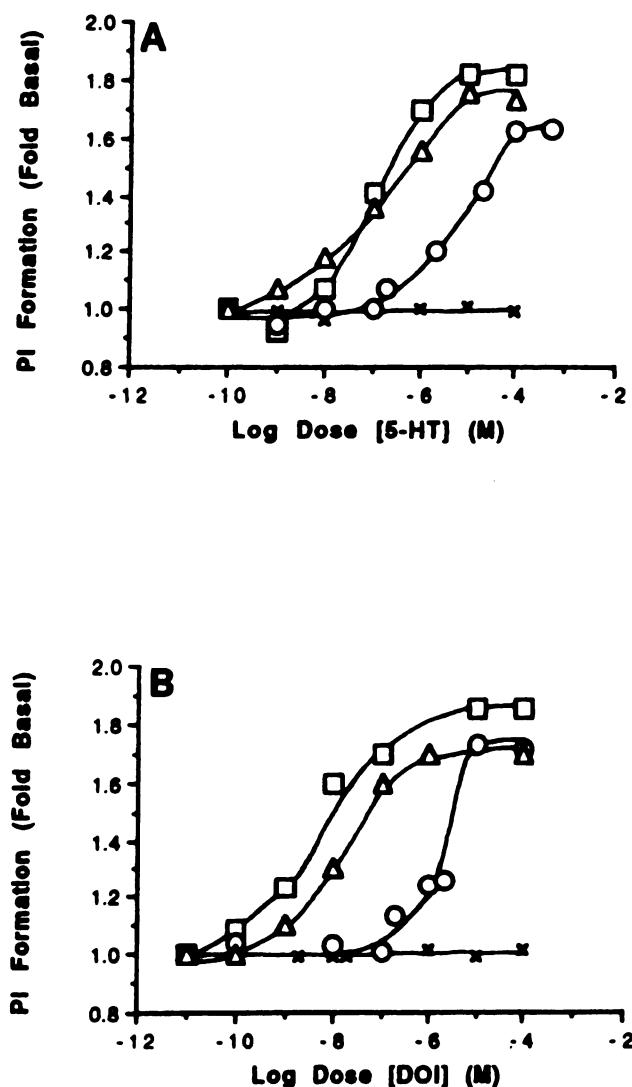 A
PI Formation (Fold Basal)
2.0
1.8
1.6
1.4
1.2
1.0
0.8
-12 -10 -8 -6 -4 -2
Log Dose [5-HT] (M)
B
PI Formation (Fold Basal)
2.0
1.8
1.6
1.4
1.2
1.0
0.8
-12 -10 -8 -6 -4 -2
Log Dose [DOI] (M)